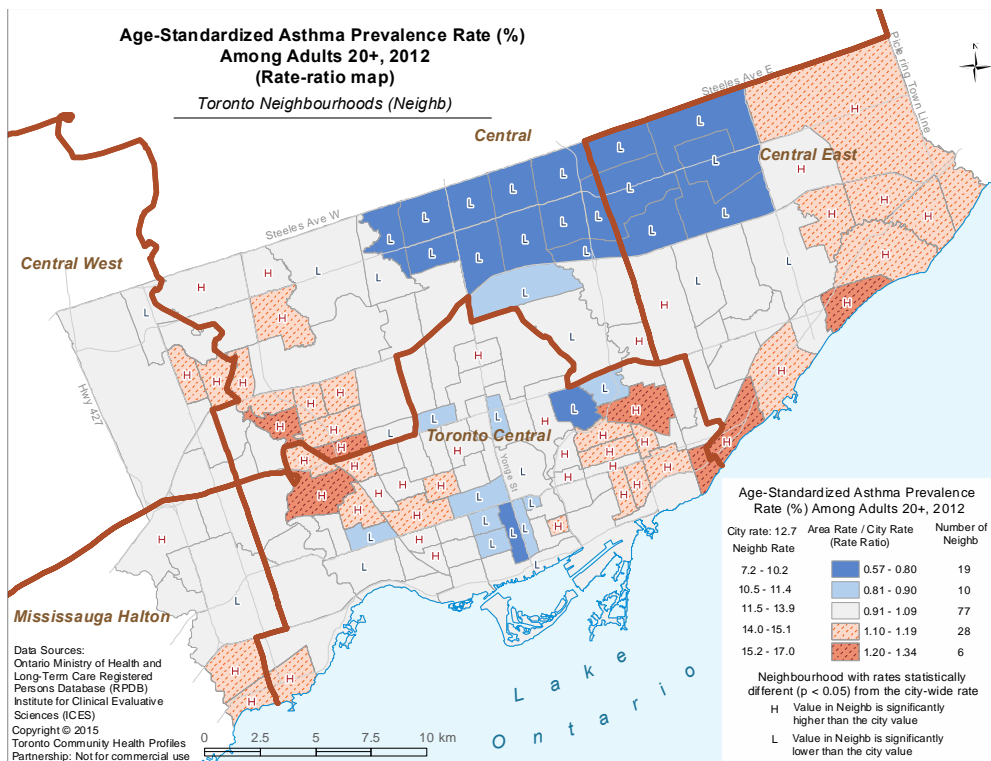 Age-Standardized Asthma Prevalence Rate (%)
Among Adults 20+, 2012
(Rate-ratio map)
Toronto Neighbourhoods (Neighb)
Steeles Ave E
Pickering Town Line
N
Central
Central East
Steeles Ave W
Central West
Hwy 427
Toronto Central
Yonge St
Mississauga Halton
Lake
Ontario
H
L
Data Sources:
Ontario Ministry of Health and
Long-Term Care Registered
Persons Database (RPDB)
Institute for Clinical Evaluative
Sciences (ICES)
Copyright © 2015
Toronto Community Health Profiles
Partnership: Not for commercial use
0 2.5 5 7.5 10 km
Age-Standardized Asthma Prevalence
Rate (%) Among Adults 20+, 2012
City rate: 12.7 Area Rate / City Rate Number of
Neighb Rate (Rate Ratio) Neighb
7.2 - 10.2 0.57 - 0.80 19
10.5 - 11.4 0.81 - 0.90 10
11.5 - 13.9 0.91 - 1.09 77
14.0 - 15.1 1.10 - 1.19 28
15.2 - 17.0 1.20 - 1.34 6
Neighbourhood with rates statistically
different (p < 0.05) from the city-wide rate
H Value in Neighb is significantly
higher than the city value
L Value in Neighb is significantly
lower than the city value